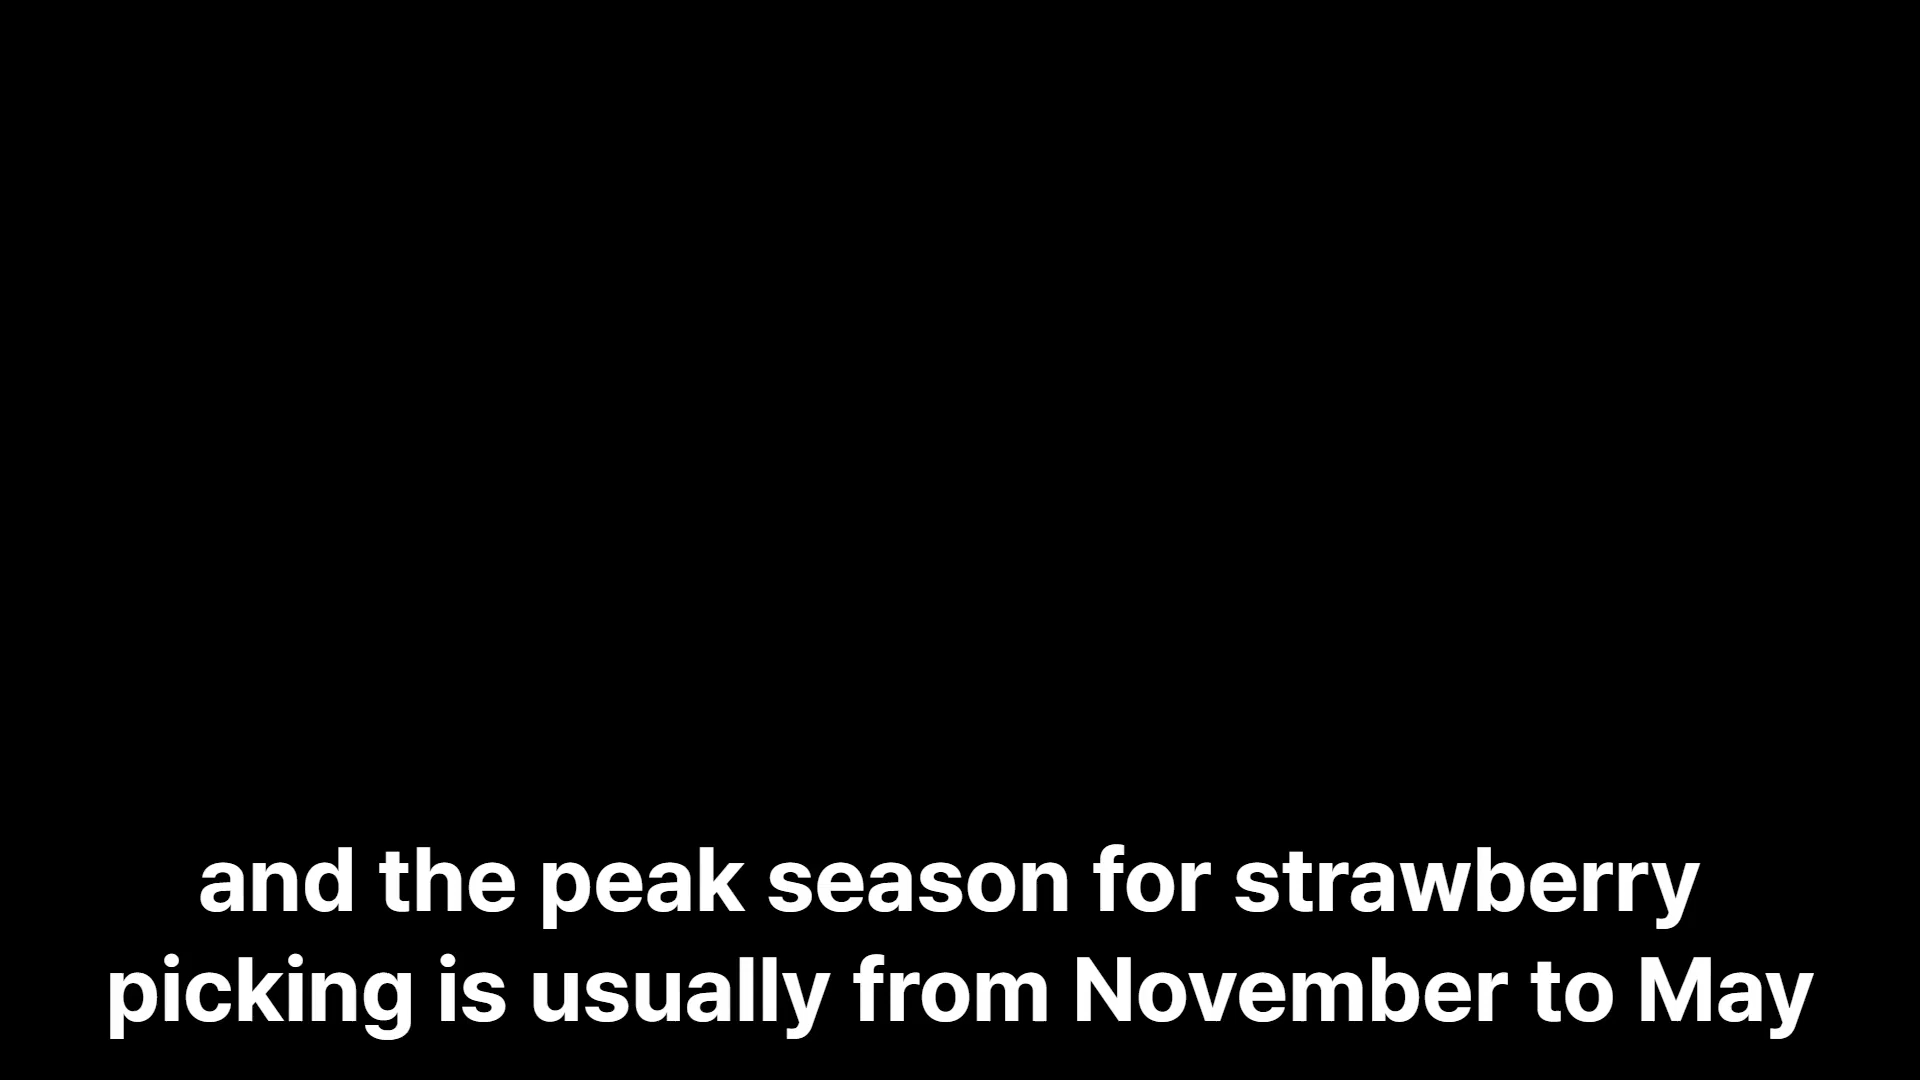 and the peak season for strawberry
picking is usually from November to May